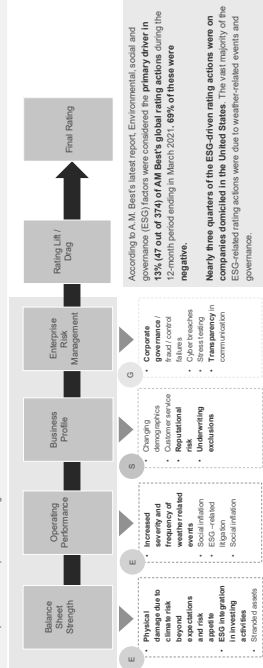 Balance
Sheet
Strength
Operating
Performance
Business
Profile
Enterprise
Risk
Management
Rating Lift /
Drag
Final Rating
E
• Physical
damage due to
climate risk
beyond
expectations
and risk
appetite
• ESG integration
in investing
activities
• Stranded assets
E
• Increased
severity and
frequency of
weather related
events
• Social inflation
• ESG –related
litigation
• Social inflation
S
• Changing
demographics
• Customer service
• Reputational
risk
• Underwriting
exclusions
G
• Corporate
governance /
fraud / control
failures
• Cyber breaches
• Stress testing
• Transparency in
communication
According to A.M. Best's latest report, Environmental, social and
governance (ESG) factors were considered the primary driver in
13% (47 out of 374) of AM Best's global rating actions during the
12-month period ending in March 2021, 69% of these were
negative.
Nearly three quarters of the ESG-driven rating actions were on
companies domiciled in the United States. The vast majority of the
ESG-related rating actions were due to weather-related events and
governance.